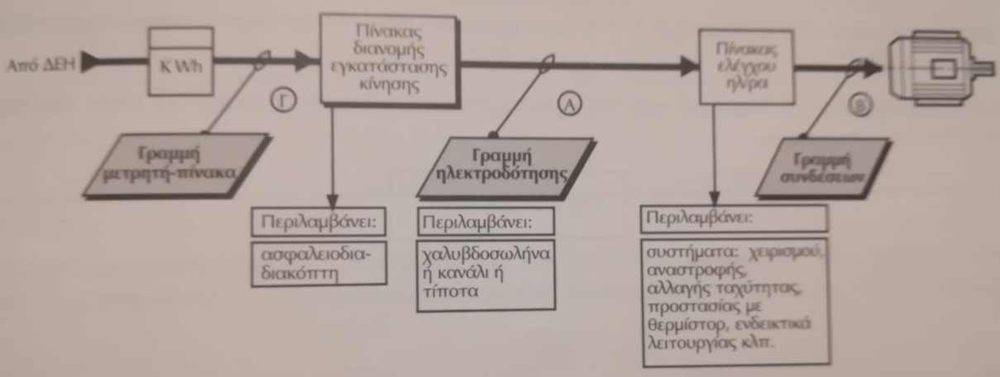 Από ΔΕΗ
KWh
Πίνακας
διανομής
εγκατάστασης
κίνησης
Πίνακας
ελέγχου
ηλ/ρα
Γ
Α
Β
Γραμμή
μετρητή-πίνακα
Γραμμή
ηλεκτροδότησης
Γραμμή
συνδέσεων
Περιλαμβάνει:
ασφαλειοδια-
διακόπτη
Περιλαμβάνει:
χαλυβδοσωλήνα
ή κανάλι ή
τίποτα
Περιλαμβάνει:
συστήματα: χειρισμού,
αναστροφής,
αλλαγής ταχύτητας,
προστασίας με
θερμίστορ, ενδεικτικά
λειτουργίας κλπ.